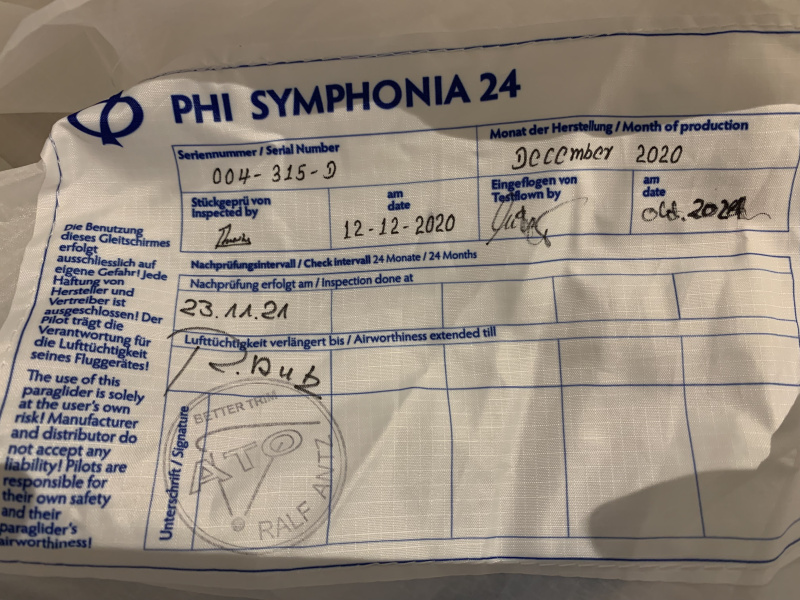 PHI SYMPHONIA 24
Seriennummer / Serial Number
004-315-D
Monat der Herstellung / Month of production
December 2020
Stückgeprü von
Inspected by
am
date
12-12-2020
Eingeflogen von
Testflown by
am
date
Nachprüfungsintervall / Check intervall 24 Monate / 24 Months
Nachprüfung erfolgt am / Inspection done at
23.11.21
Lufttüchtigkeit verlängert bis / Airworthiness extended till
Unterschrift / Signature
BETTER TRIM
ATO
RALF ANTZ
Die Benutzung
dieses Gleitschirmes
erfolgt
ausschliesslich auf
eigene Gefahr! Jede
Haftung von
Hersteller und
Vertreiber ist
ausgeschlossen! Der
Pilot trägt die
Verantwortung für
die Lufttüchtigkeit
seines Fluggerätes!
The use of this
paraglider is solely
at the user's own
risk! Manufacturer
and distributor do
not accept any
liability! Pilots are
responsible for
their own safety
and their
paraglider's
airworthiness!